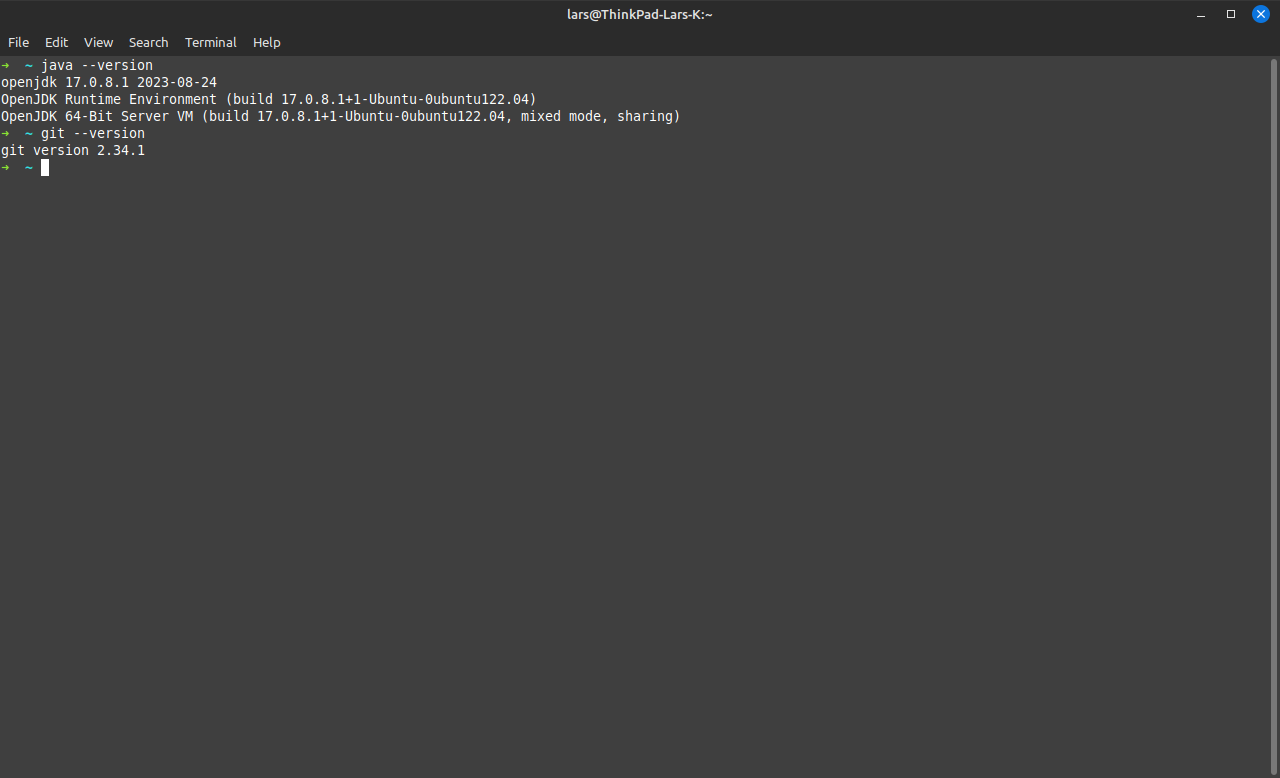 lars@ThinkPad-Lars-K:~
File Edit View Search Terminal Help
➜  ~ java --version
openjdk 17.0.8.1 2023-08-24
OpenJDK Runtime Environment (build 17.0.8.1+1-Ubuntu-0ubuntu122.04)
OpenJDK 64-Bit Server VM (build 17.0.8.1+1-Ubuntu-0ubuntu122.04, mixed mode, sharing)
➜  ~ git --version
git version 2.34.1
➜  ~